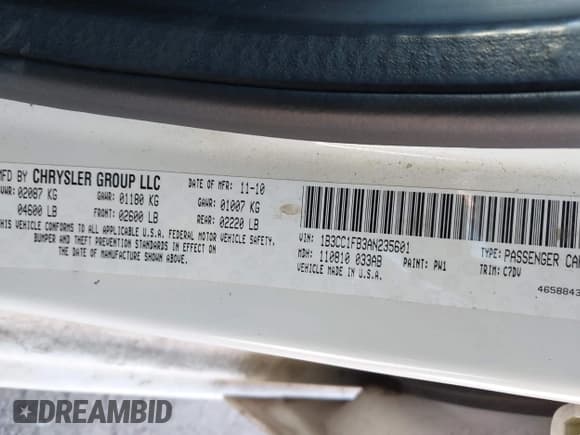 MFD BY CHRYSLER GROUP LLC DATE OF MFR: 11-10
GVWR: 02087 KG GAWR: 01180 KG GAWR: 01007 KG
04600 LB FRONT: 02600 LB REAR: 02220 LB
THIS VEHICLE CONFORMS TO ALL APPLICABLE U.S.A. FEDERAL MOTOR VEHICLE SAFETY,
BUMPER AND THEFT PREVENTION STANDARDS IN EFFECT ON
THE DATE OF MANUFACTURE SHOWN ABOVE.
VIN: 1B3CC1FB3AN235601 TYPE: PASSENGER CAR
MDH: 110810 033AB PAINT: PW1 TRIM: C7DV
VEHICLE MADE IN U.S.A.
4658843
DREAMBID